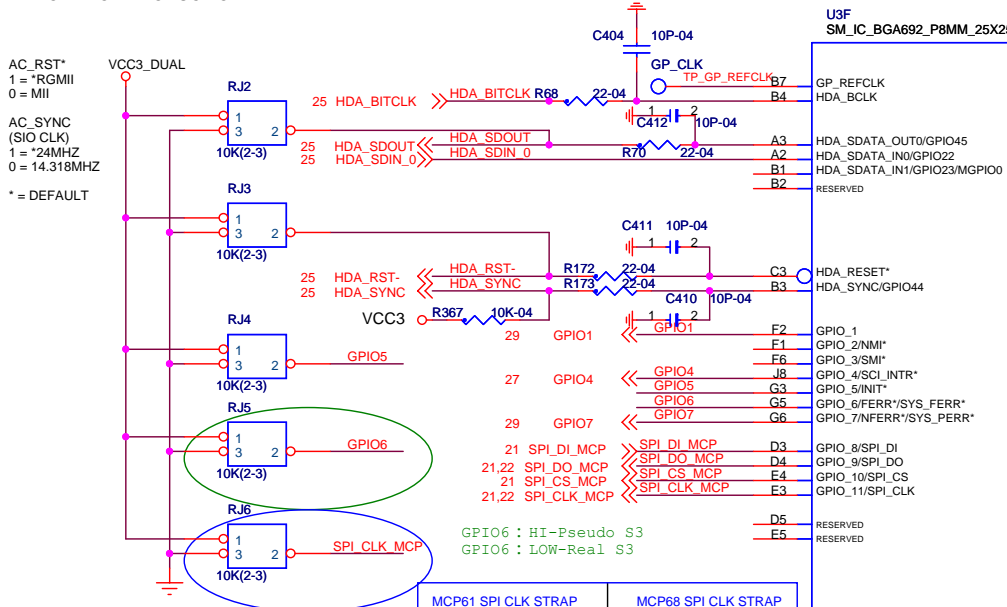 U3F
SM_IC_BGA692_P8MM_25X25
C404 10P-04
AC_RST*
1 = *RGMII
0 = MII
AC_SYNC
(SIO CLK)
1 = *24MHZ
0 = 14.318MHZ
* = DEFAULT
VCC3_DUAL
GP_CLK
TP_GP_REFCLK B7 GP_REFCLK
25 HDA_BITCLK HDA_BITCLK R68 22-04 B4 HDA_BCLK
RJ2
1
3 2
10K(2-3)
1 2
C412 10P-04
25 HDA_SDOUT HDA_SDOUT R70 22-04 A3 HDA_SDATA_OUT0/GPIO45
25 HDA_SDIN_0 HDA_SDIN_0 A2 HDA_SDATA_IN0/GPIO22
B1 HDA_SDATA_IN1/GPIO23/MGPIO0
B2 RESERVED
RJ3
1
3 2
10K(2-3)
C411 10P-04
1 2
25 HDA_RST- HDA_RST- R172 22-04 C3 HDA_RESET*
25 HDA_SYNC HDA_SYNC R173 22-04 B3 HDA_SYNC/GPIO44
C410 10P-04
1 2
VCC3 R367 10K-04
RJ4
1
3 2
10K(2-3)
GPIO5
29 GPIO1 GPIO1 F2 GPIO_1
F1 GPIO_2/NMI*
F6 GPIO_3/SMI*
27 GPIO4 GPIO4 J8 GPIO_4/SCI_INTR*
GPIO5 G3 GPIO_5/INIT*
GPIO6 G5 GPIO_6/FERR*/SYS_FERR*
29 GPIO7 GPIO7 G6 GPIO_7/NFERR*/SYS_PERR*
RJ5
1
3 2
10K(2-3)
GPIO6
21 SPI_DI_MCP SPI_DI_MCP D3 GPIO_8/SPI_DI
21,22 SPI_DO_MCP SPI_DO_MCP D4 GPIO_9/SPI_DO
21 SPI_CS_MCP SPI_CS_MCP E4 GPIO_10/SPI_CS
21,22 SPI_CLK_MCP SPI_CLK_MCP E3 GPIO_11/SPI_CLK
D5 RESERVED
E5 RESERVED
RJ6
1
3 2
10K(2-3)
SPI_CLK_MCP
GPIO6 : HI-Pseudo S3
GPIO6 : LOW-Real S3
MCP61 SPI CLK STRAP
MCP68 SPI CLK STRAP